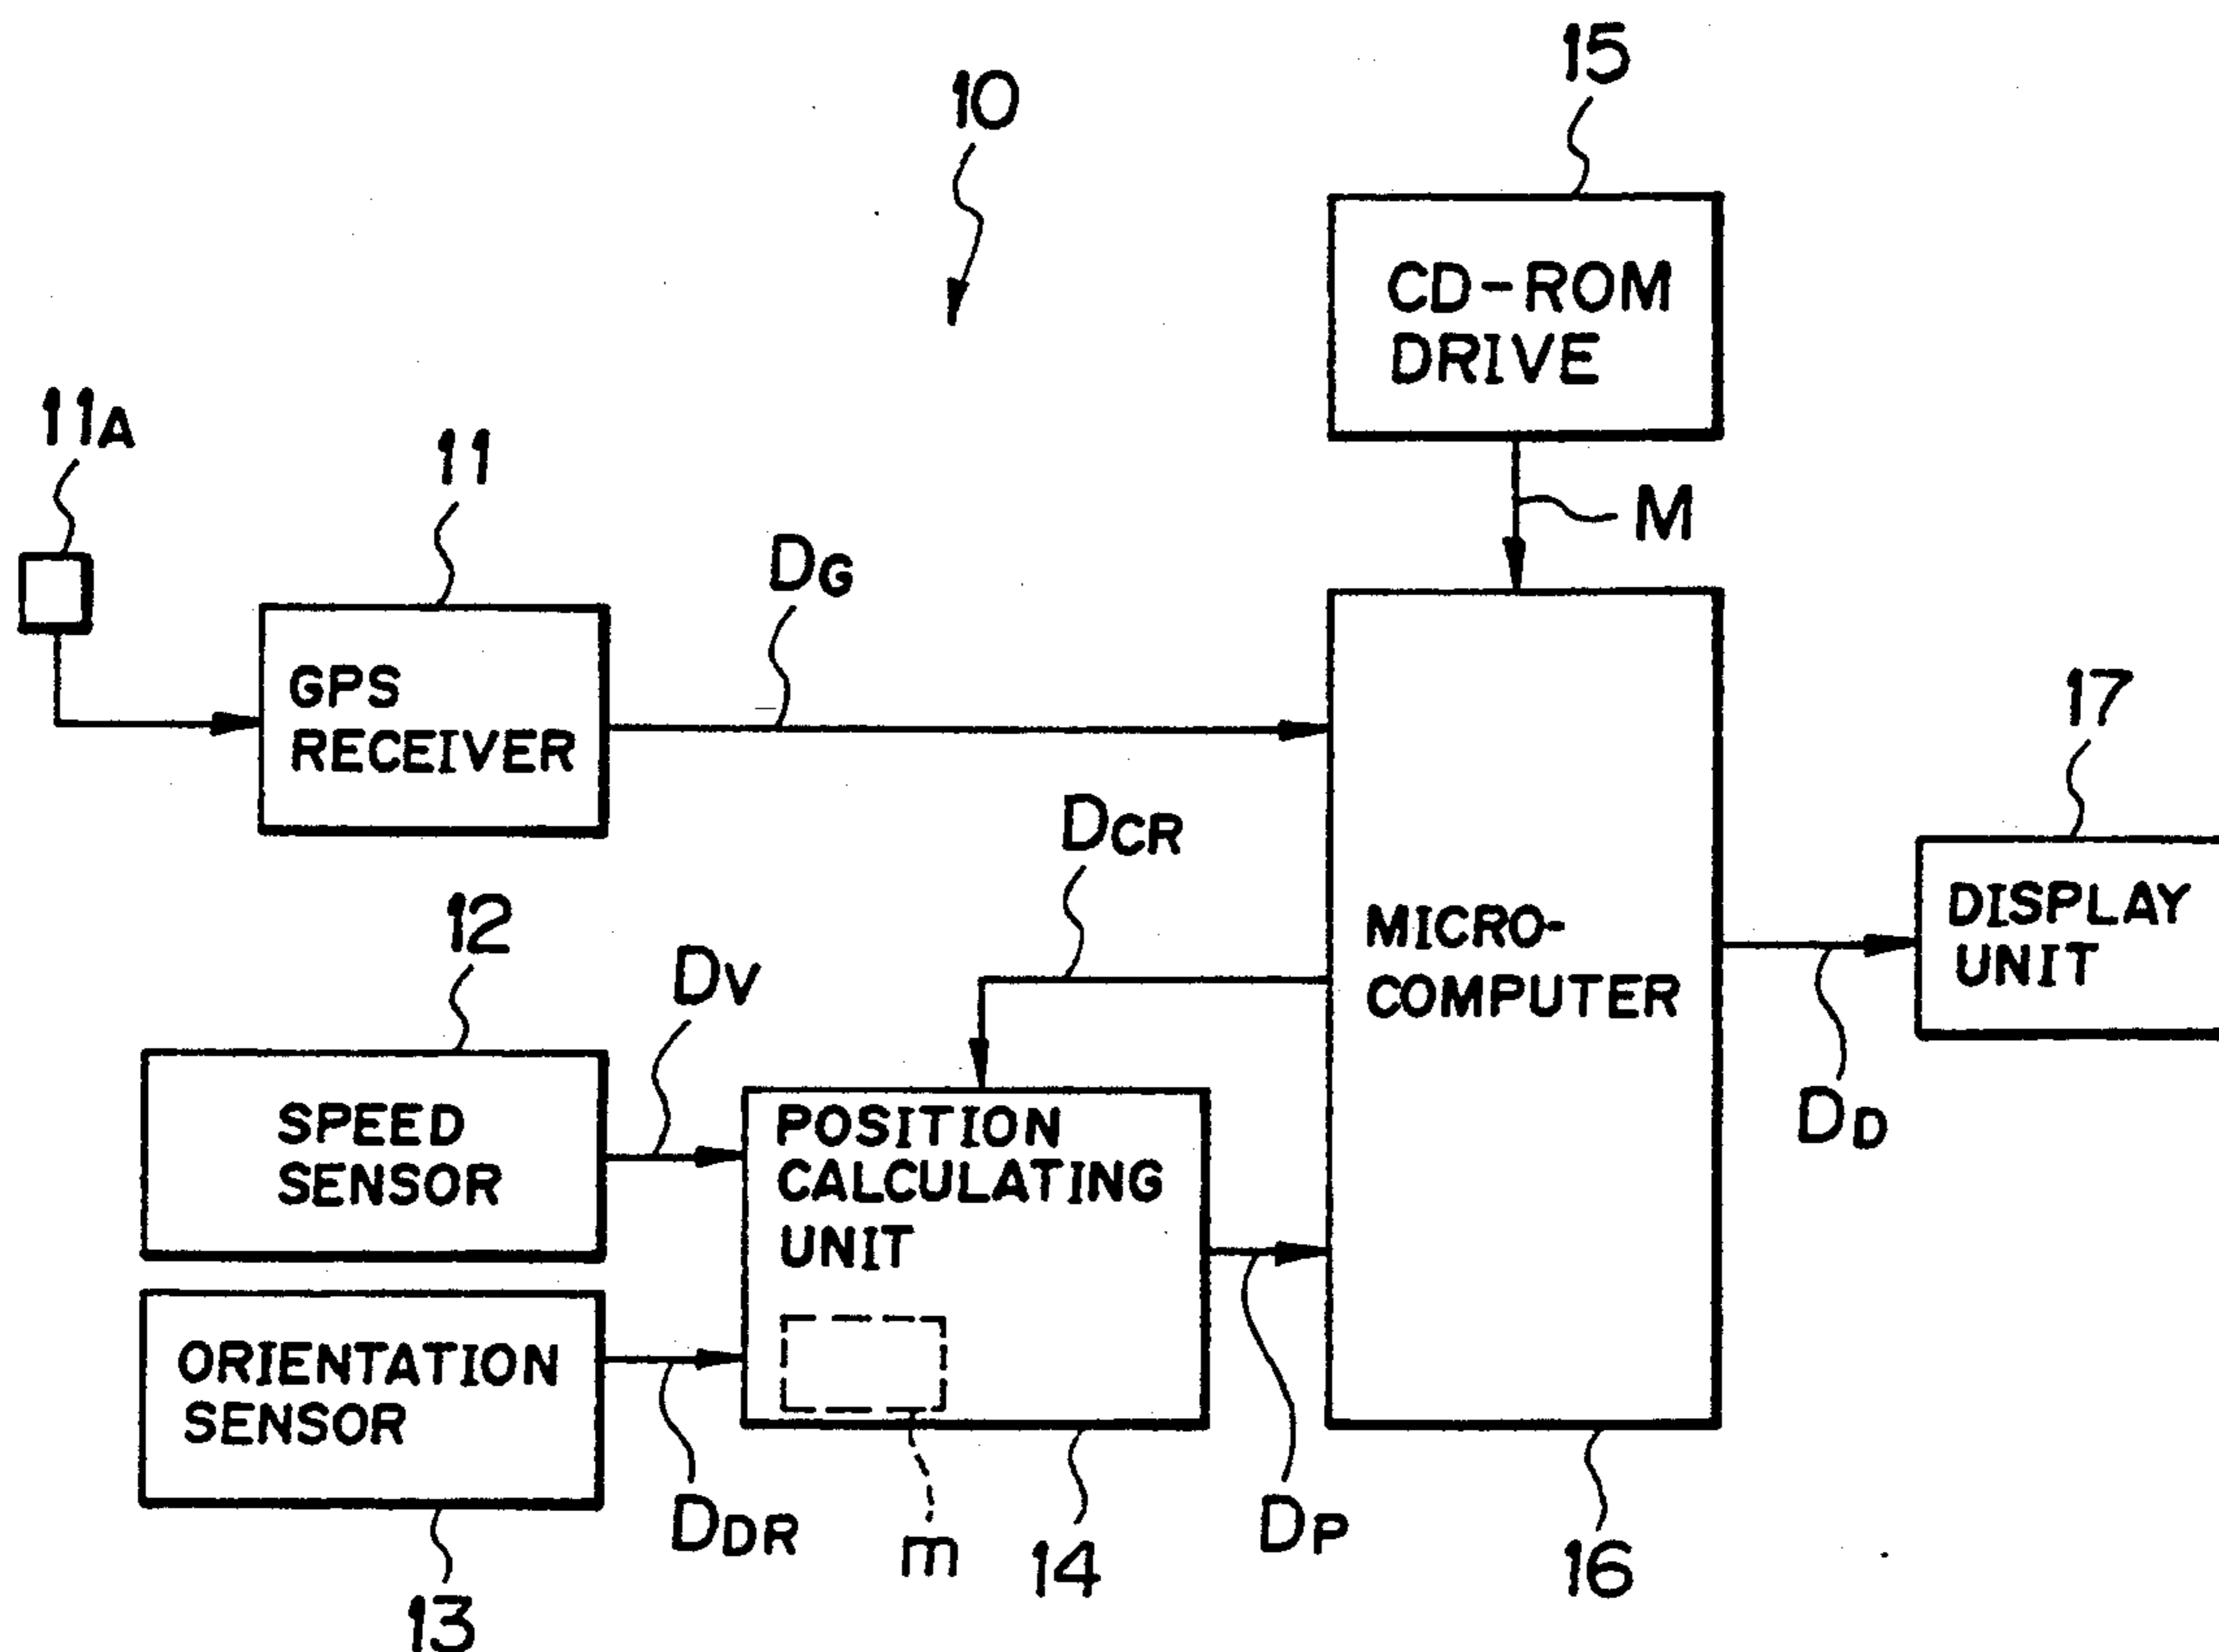 15
10
CD-ROM
DRIVE
11A
11
M
DG
GPS
RECEIVER
17
DCR
12
DV
MICRO-
COMPUTER
DISPLAY
UNIT
SPEED
SENSOR
POSITION
CALCULATING
UNIT
DD
ORIENTATION
SENSOR
DDR
m
14
DP
16
13